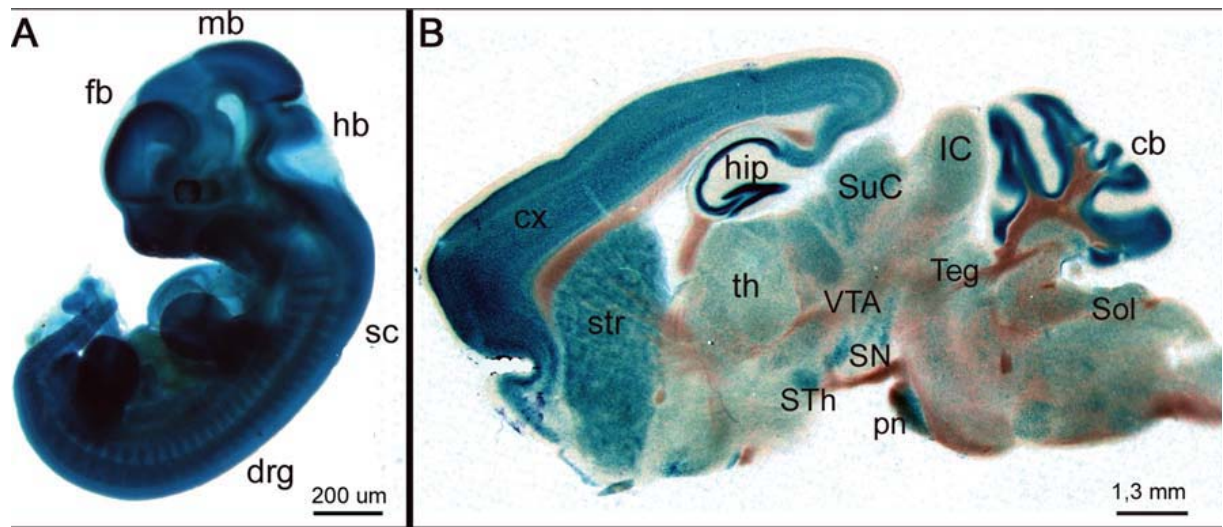 A
mb
fb
hb
sc
drg
200 um
B
cx
hip
SuC
IC
cb
str
th
VTA
Teg
SN
STh
pn
Sol
1,3 mm